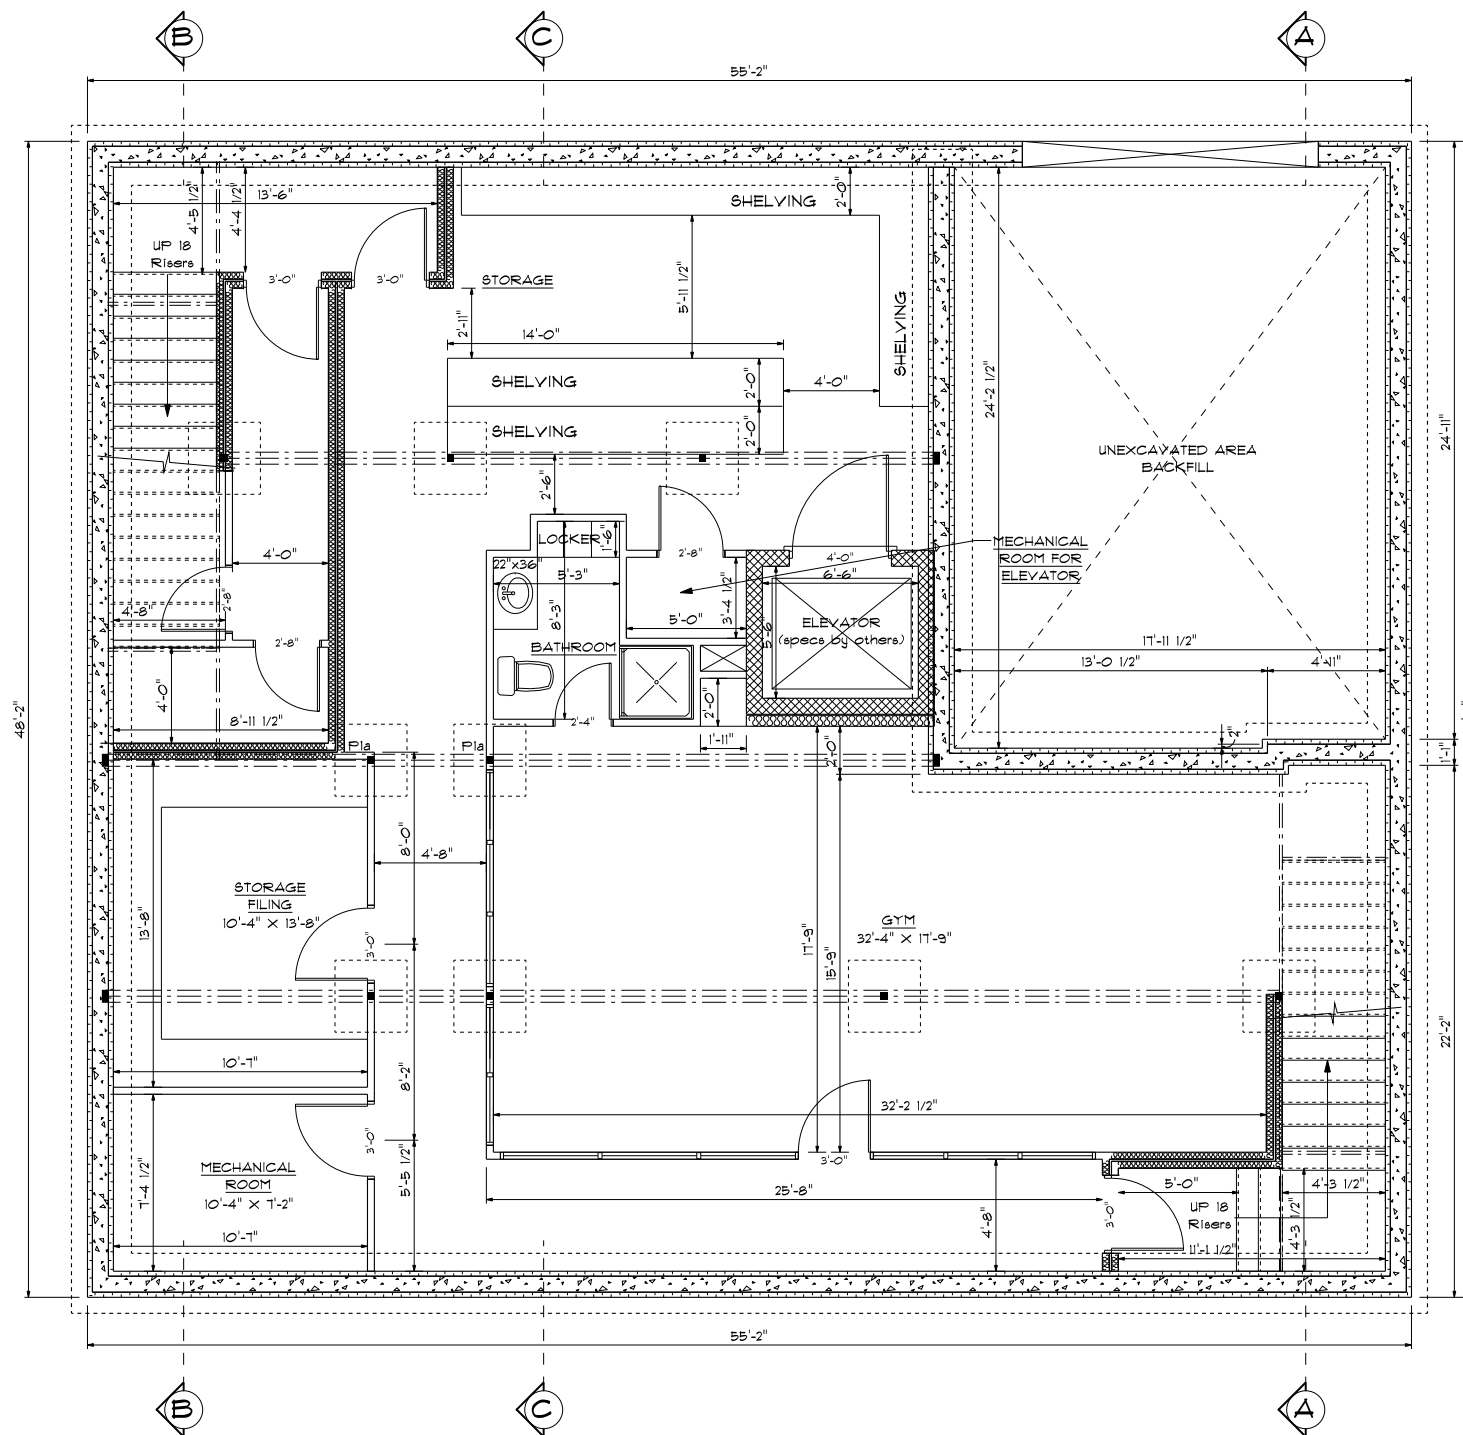 B
C
A
55'-2"
4'-5 1/2"
4'-4 1/2"
13'-6"
SHELVING
2'-0"
UP 18
Risers
3'-0"
3'-0"
STORAGE
5'-11 1/2"
SHELVING
2'-11"
14'-0"
SHELVING
2'-0"
4'-0"
24'-2 1/2"
24'-11"
SHELVING
2'-0"
UNEXCAVATED AREA
BACKFILL
2'-6"
LOCKER
1'-6"
2'-8"
4'-0"
MECHANICAL
ROOM FOR
ELEVATOR
4'-0"
22"x36"
5'-3"
6'-6"
3'-4 1/2"
4'-8"
2'-8"
8'-3"
5'-0"
ELEVATOR
(specs by others)
5'-6"
2'-8"
BATHROOM
17'-11 1/2"
13'-0 1/2"
4'-11"
4'-0"
8'-11 1/2"
2'-4"
2'-0"
1'-11"
48'-2"
P1a
P1a
2'-0"
1'-1"
8'-0"
4'-8"
STORAGE
FILING
10'-4" X 13'-8"
13'-8"
3'-0"
GYM
32'-4" X 17'-9"
17'-9"
15'-9"
22'-2"
10'-7"
8'-2"
32'-2 1/2"
3'-0"
3'-0"
MECHANICAL
ROOM
10'-4" X 7'-2"
7'-4 1/2"
5'-5 1/2"
25'-8"
5'-0"
4'-3 1/2"
UP 18
Risers
3'-0"
4'-8"
4'-3 1/2"
10'-7"
11'-1 1/2"
55'-2"
B
C
A